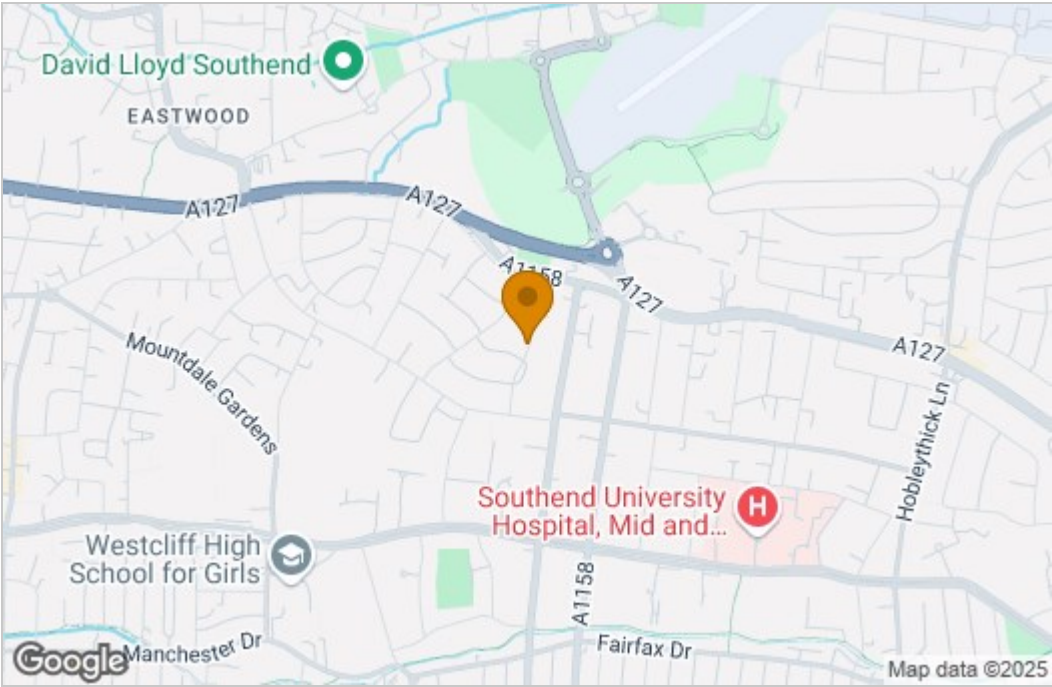 David Lloyd Southend
EASTWOOD
A127
A127
A1158
A127
A127
Mountdale Gardens
Hobleythick Ln
Southend University
Hospital, Mid and...
H
Westcliff High
School for Girls
A1158
Manchester Dr
Fairfax Dr
Google
Map data ©2025